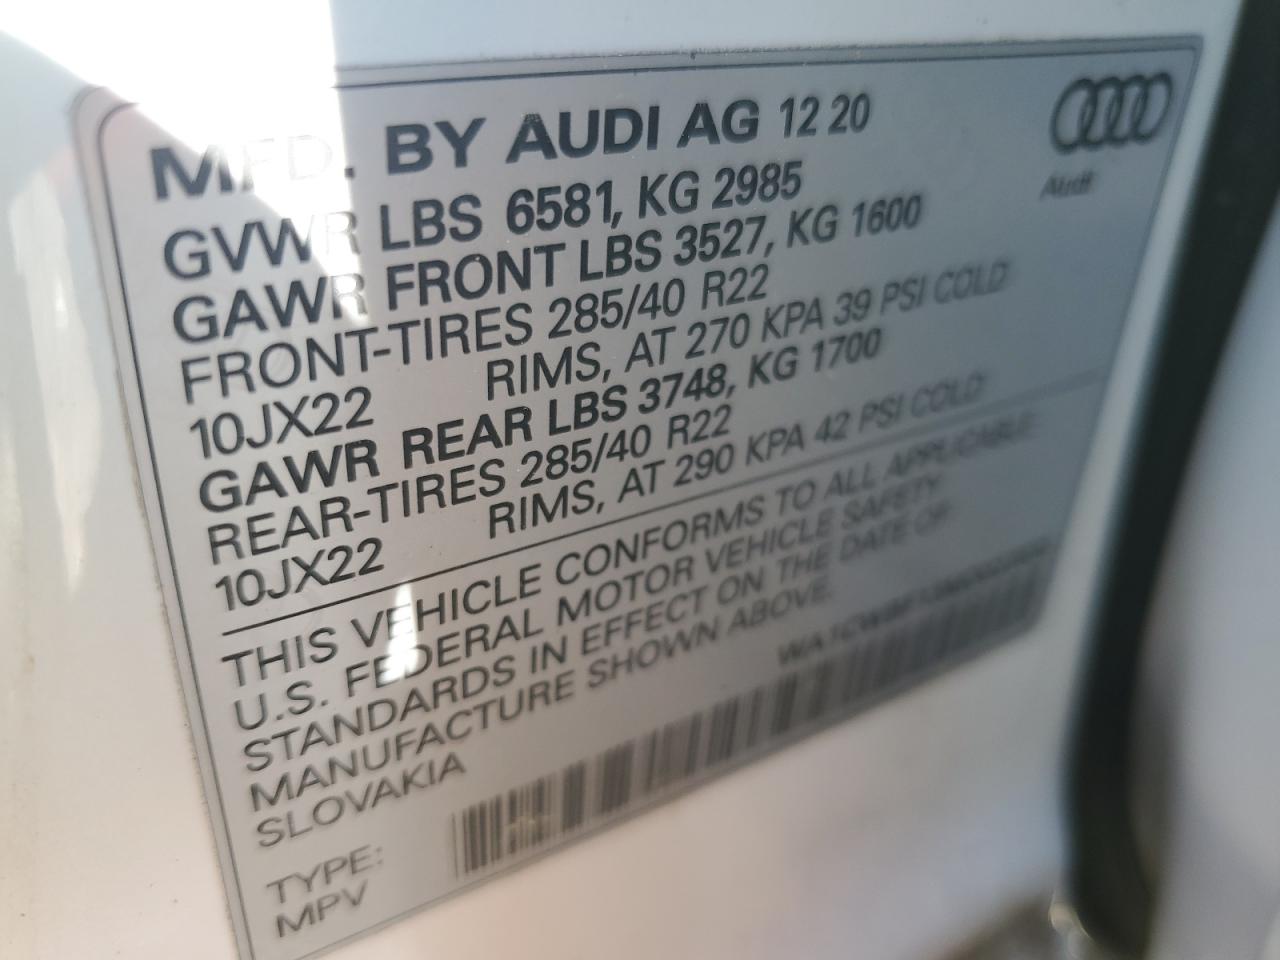 MFD. BY AUDI AG 12 20
Audi
GVWR LBS 6581, KG 2985
GAWR FRONT LBS 3527, KG 1600
FRONT-TIRES 285/40 R22
10JX22 RIMS, AT 270 KPA 39 PSI COLD
GAWR REAR LBS 3748, KG 1700
REAR-TIRES 285/40 R22
10JX22 RIMS, AT 290 KPA 42 PSI COLD
THIS VEHICLE CONFORMS TO ALL APPLICABLE
U.S. FEDERAL MOTOR VEHICLE SAFETY
STANDARDS IN EFFECT ON THE DATE OF
MANUFACTURE SHOWN ABOVE.
SLOVAKIA
TYPE:
MPV